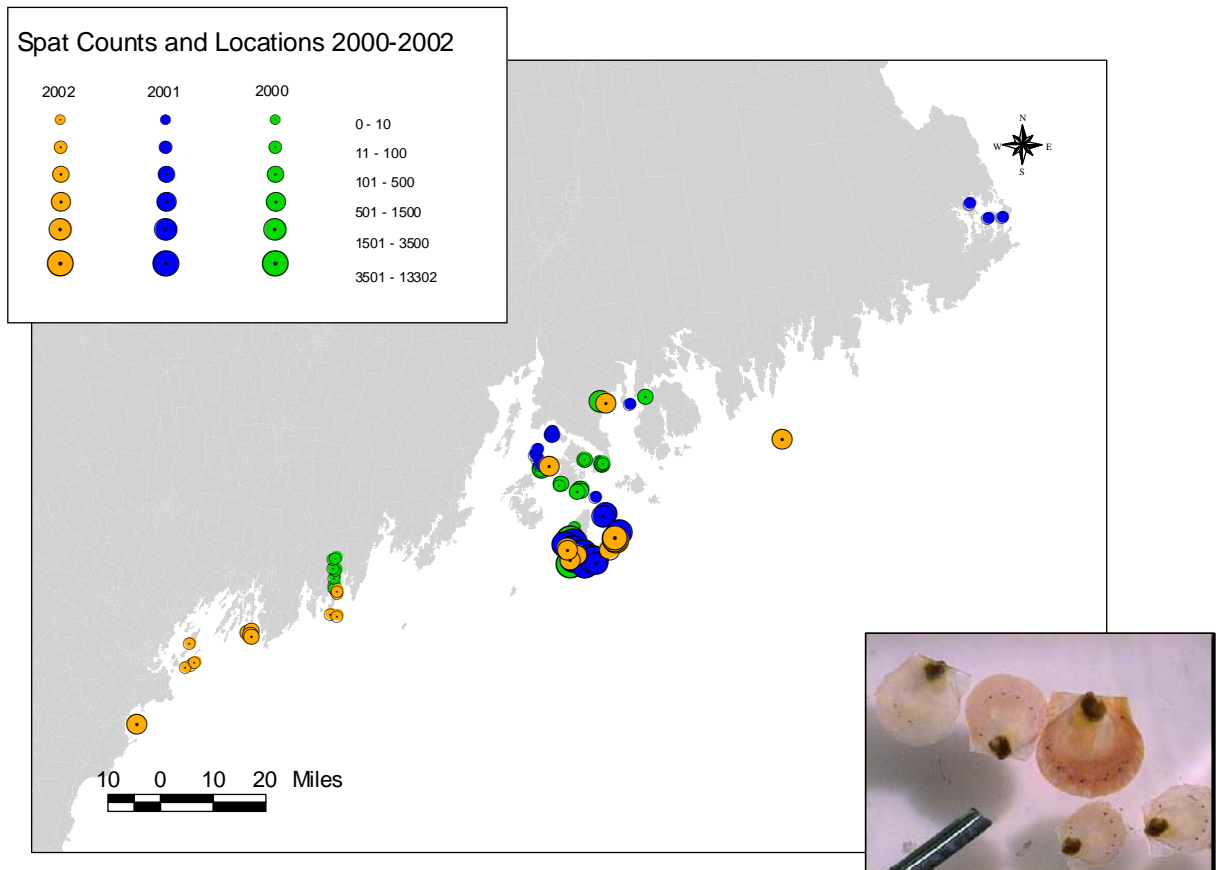 Spat Counts and Locations 2000-2002
2002 2001 2000
0 - 10
11 - 100
101 - 500
501 - 1500
1501 - 3500
3501 - 13302
N
W E
S
10 0 10 20 Miles